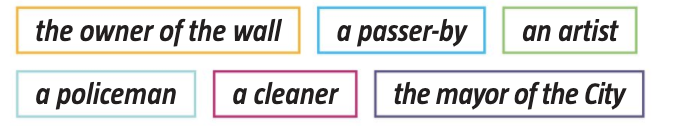 the owner of the wall a passer-by an artist
a policeman a cleaner the mayor of the City